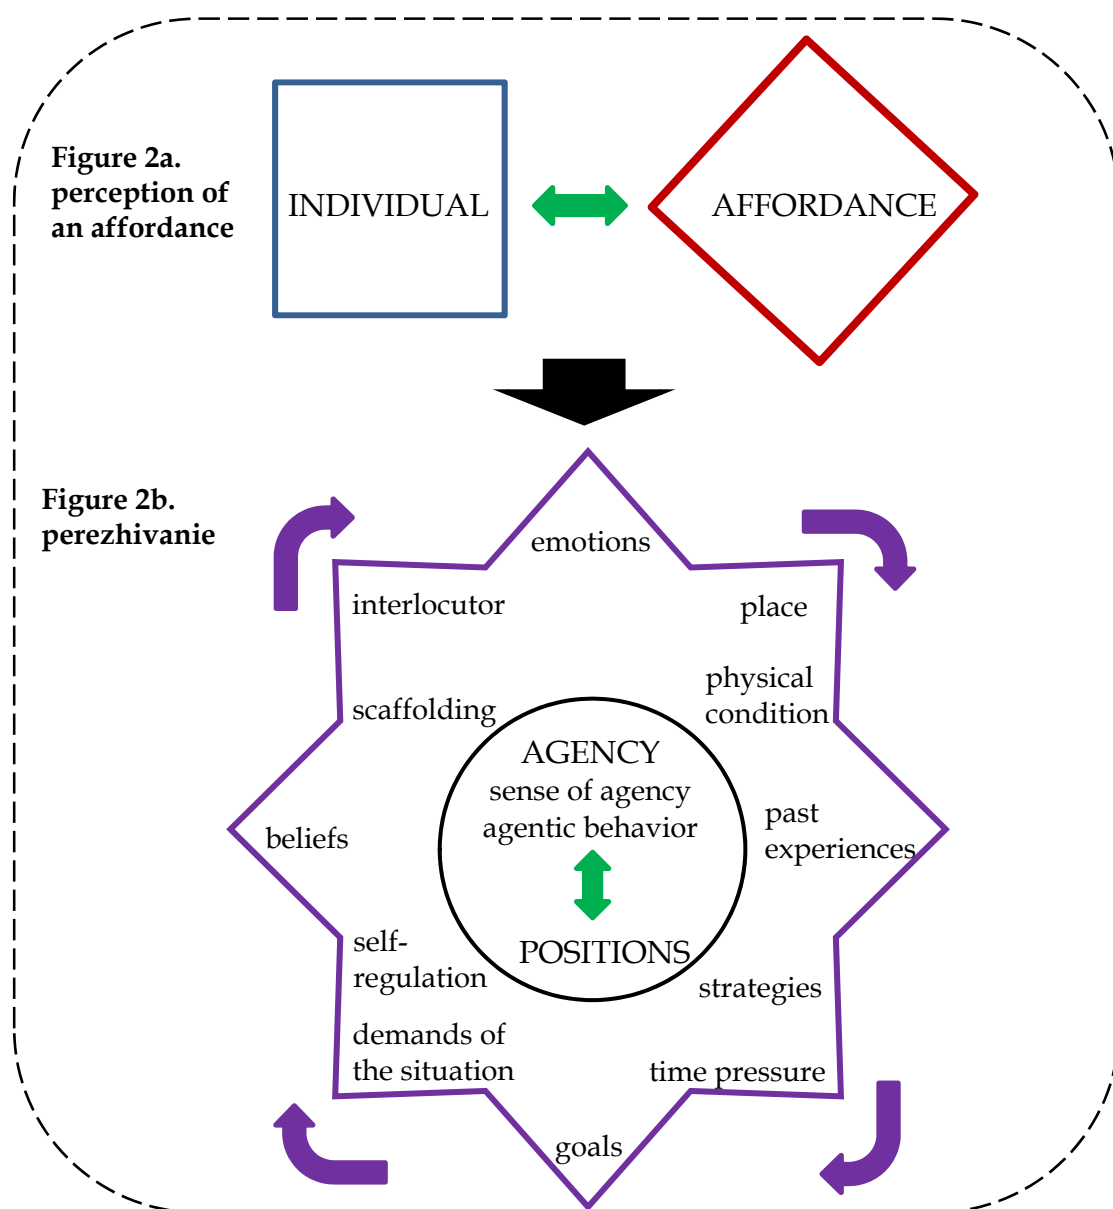 Figure 2a.
perception of
an affordance
INDIVIDUAL
AFFORDANCE
Figure 2b.
perezhivanie
emotions
interlocutor
place
scaffolding
physical
condition
AGENCY
sense of agency
agentic behavior
POSITIONS
beliefs
past
experiences
self-
regulation
strategies
demands of
the situation
time pressure
goals